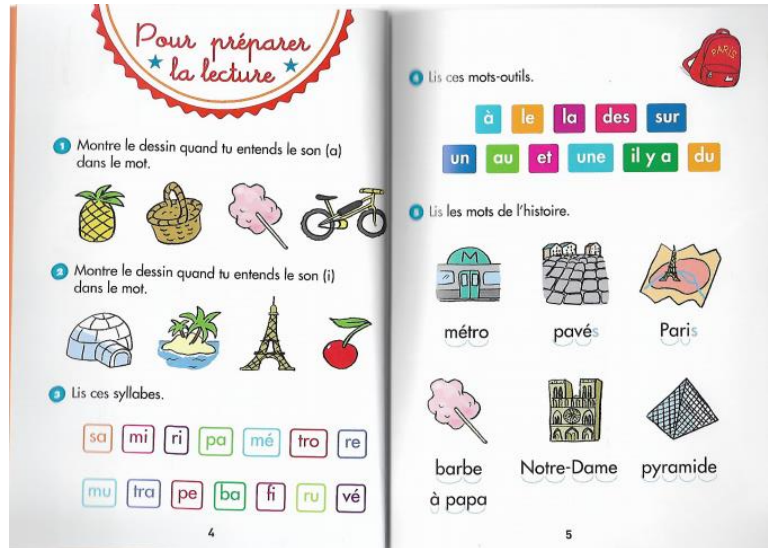 Pour préparer
la lecture
1 Montre le dessin quand tu entends le son (a)
dans le mot.
2 Montre le dessin quand tu entends le son (i)
dans le mot.
3 Lis ces syllabes.
sa mi ri pa mé tro re
mu tra pe ba fi ru vé
4
PARIS
4 Lis ces mots-outils.
à le la des sur
un au et une il y a du
5 Lis les mots de l'histoire.
M
métro pavés Paris
barbe Notre-Dame pyramide
à papa
5